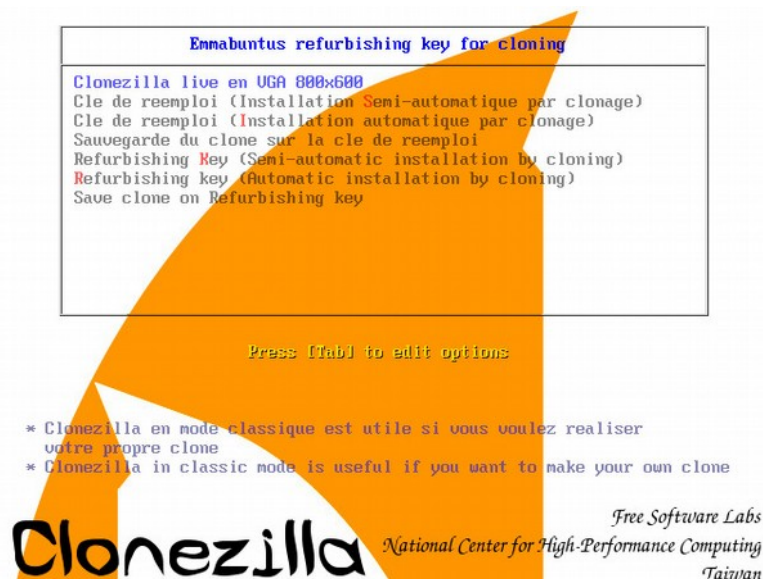 Emmabuntus refurbishing key for cloning
Clonezilla live en VGA 800x600
Cle de reemploi (Installation Semi-automatique par clonage)
Cle de reemploi (Installation automatique par clonage)
Sauvegarde du clone sur la cle de reemploi
Refurbishing Key (Semi-automatic installation by cloning)
Refurbishing key (Automatic installation by cloning)
Save clone on Refurbishing key
Press [Tab] to edit options
* Clonezilla en mode classique est utile si vous voulez realiser
votre propre clone
* Clonezilla in classic mode is useful if you want to make your own clone
Clonezilla
Free Software Labs
National Center for High-Performance Computing
Taiwan